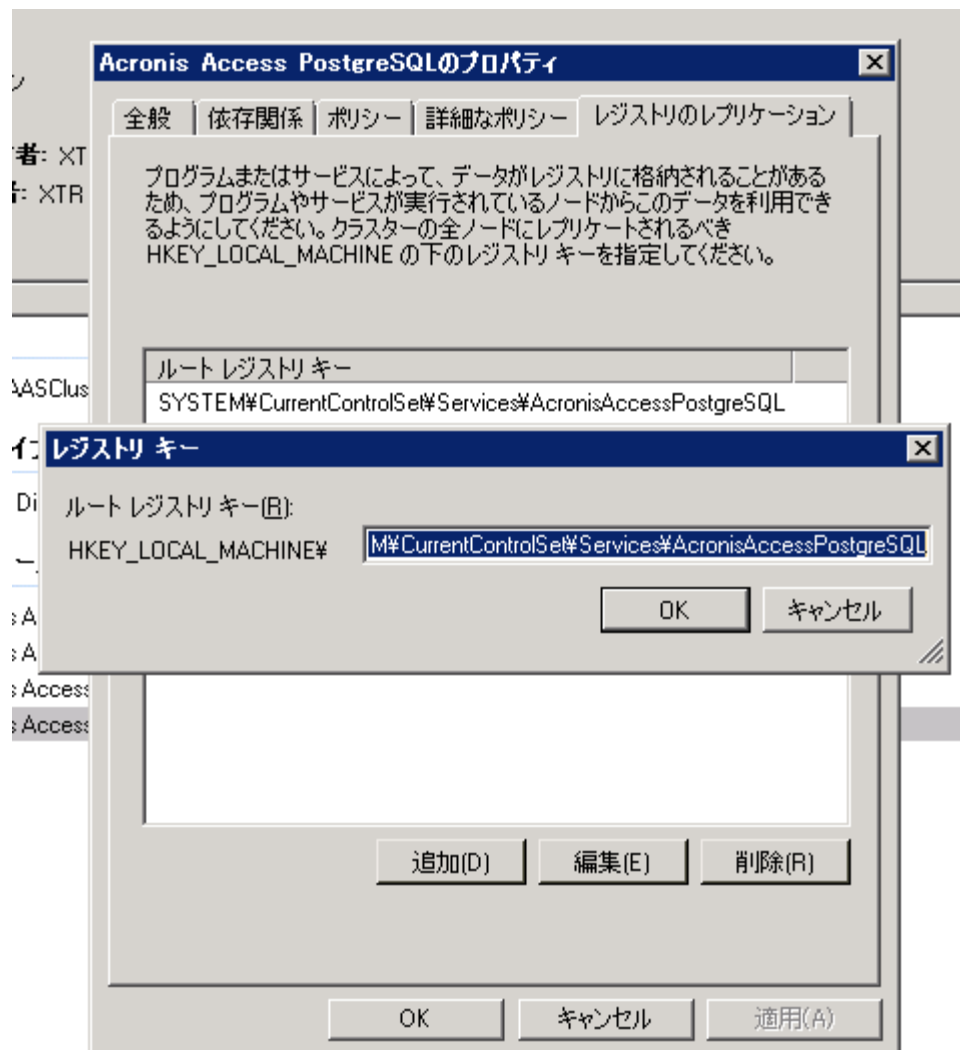 Acronis Access PostgreSQLのプロパティ
全般
依存関係
ポリシー
詳細なポリシー
レジストリのレプリケーション
ン
者: XT
者: XTR
プログラムまたはサービスによって、データがレジストリに格納されることがある
ため、プログラムやサービスが実行されているノードからこのデータを利用でき
るようにしてください。クラスターの全ノードにレプリケートされるべき
HKEY_LOCAL_MACHINE の下のレジストリ キーを指定してください。
ルート レジストリ キー
SYSTEM¥CurrentControlSet¥Services¥AcronisAccessPostgreSQL
AASClus
レジストリ キー
Di
ルート レジストリ キー(R):
HKEY_LOCAL_MACHINE¥
M¥CurrentControlSet¥Services¥AcronisAccessPostgreSQL
OK
キャンセル
s A
s A
s Access
s Access
追加(D)
編集(E)
削除(R)
OK
キャンセル
適用(A)